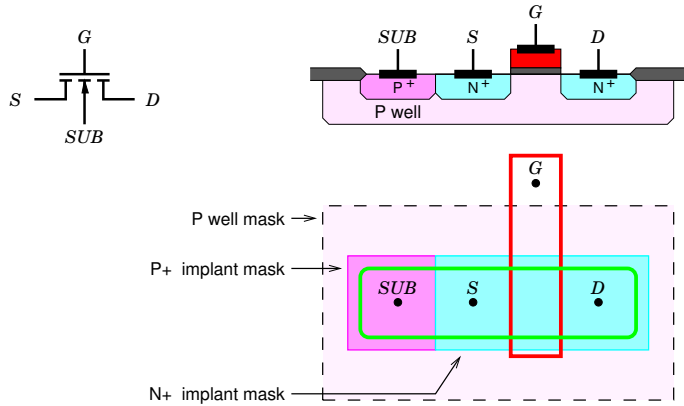 G
S
D
SUB
G
SUB
S
D
P+
N+
N+
P well
G
P well mask
P+ implant mask
SUB
S
D
N+ implant mask